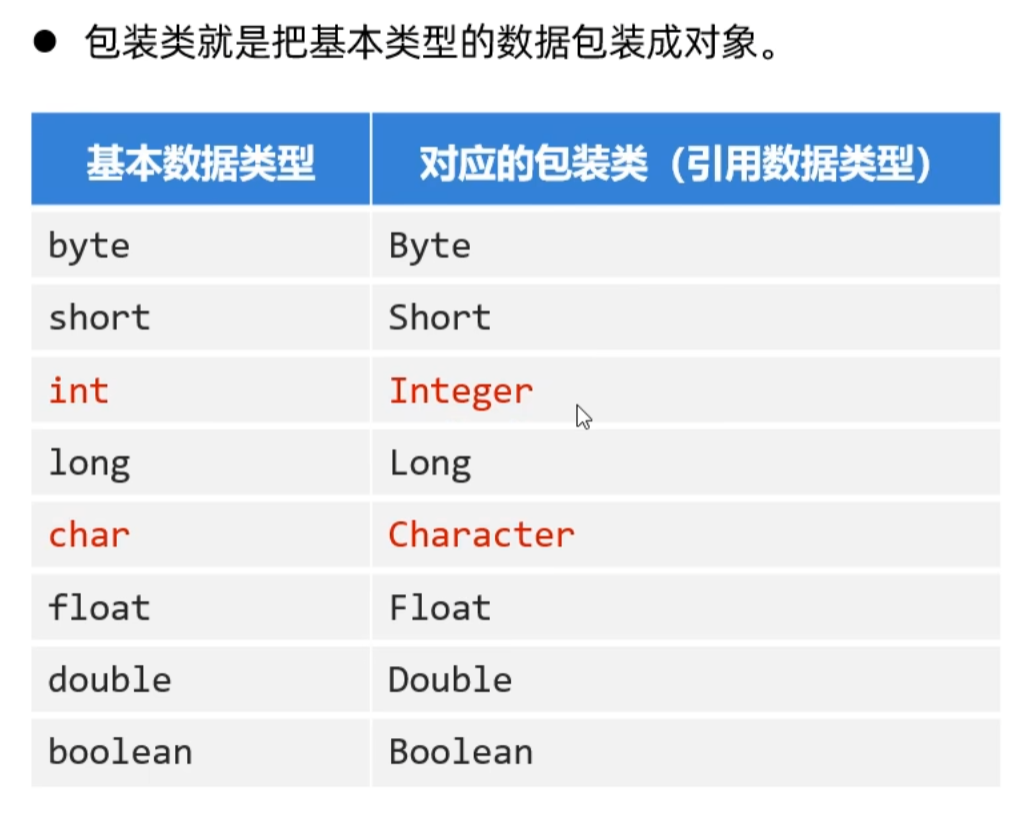 ● 包装类就是把基本类型的数据包装成对象。
基本数据类型 对应的包装类（引用数据类型）
byte Byte
short Short
int Integer
long Long
char Character
float Float
double Double
boolean Boolean